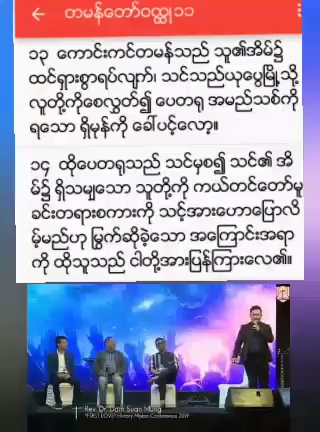 တမန်တော်ဝတ္ထု၁၁
၁၃ ကောင်းကင်တမန်သည် သူ၏အိမ်၌
ထင်ရှားစွာရပ်လျက်၊ သင်သည်ယုပ္ပေမြို့သို့
လူတို့ကိုစေလွှတ်၍ ပေတရု အမည်သစ်ကို
ရသော ရှိမုန်ကို ခေါ်ပင့်လော့။
၁၄ ထိုပေတရုသည် သင်မှစ၍ သင်၏ အိ
မ်၌ ရှိသမျှသော သူတို့ကို ကယ်တင်တော်မူ
ခင်းတရားစကားကို သင့်အားဟောပြောလိ
မ့်မည်ဟု မြွက်ဆိုခဲ့သော အကြောင်းအရာ
ကို ထိုသူသည် ငါတို့အားပြန်ကြားလေ၏။
Rev. Dr. Dam Suan Mung
"FIRST LOVE" History Maker Conference 2019